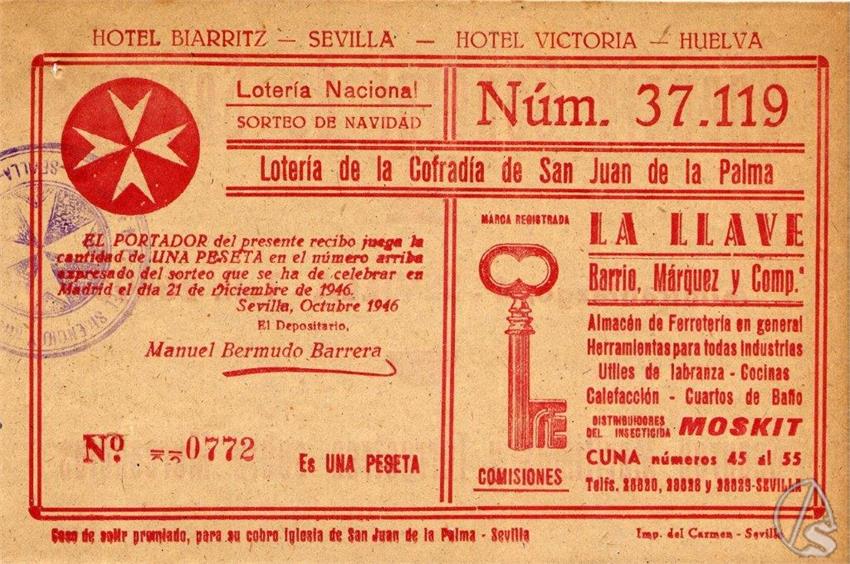 HOTEL BIARRITZ — SEVILLA — HOTEL VICTORIA — HUELVA
Lotería Nacional
SORTEO DE NAVIDAD
Núm. 37.119
Lotería de la Cofradía de San Juan de la Palma
EL PORTADOR del presente recibo juega la
cantidad de UNA PESETA en el número arriba
expresado del sorteo que se ha de celebrar en
Madrid el dia 21 de Diciembre de 1946.
Sevilla, Octubre 1946
El Depositario,
Manuel Bermudo Barrera
Nº 0772
Es UNA PESETA
MARCA REGISTRADA
COMISIONES
LA LLAVE
Barrio, Márquez y Comp.ª
Almacén de Ferretería en general
Herramientas para todas industrias
Utiles de labranza - Cocinas
Calefacción - Cuartos de Baño
DISTRIBUIDORES
DEL INSECTICIDA MOSKIT
CUNA números 45 al 55
Telfs. 28820, 28828 y 28829-SEVILLA
Caso de salir premiado, para su cobro Iglesia de San Juan de la Palma - Sevilla
Imp. del Carmen - Sevilla